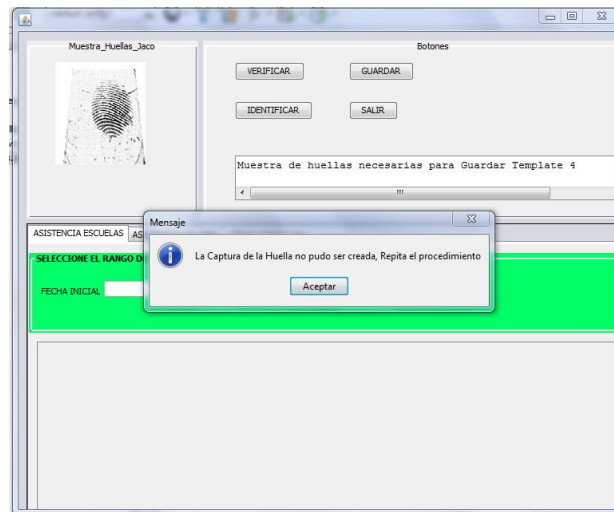 Muestra_Huellas_Jaco
Botones
VERIFICAR
GUARDAR
IDENTIFICAR
SALIR
Muestra de huellas necesarias para Guardar Template 4
ASISTENCIA ESCUELAS
Mensaje
La Captura de la Huella no pudo ser creada, Repita el procedimiento
Aceptar
SELECCIONE EL RANGO D
FECHA INICIAL